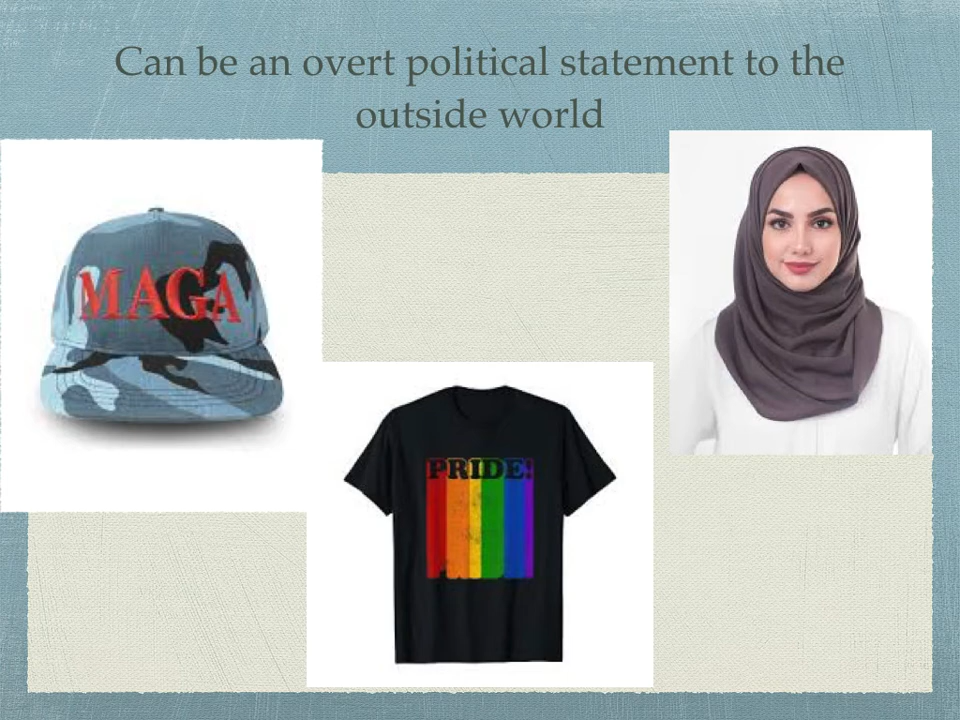 Can be an overt political statement to the
outside world
MAGA
PRIDE!